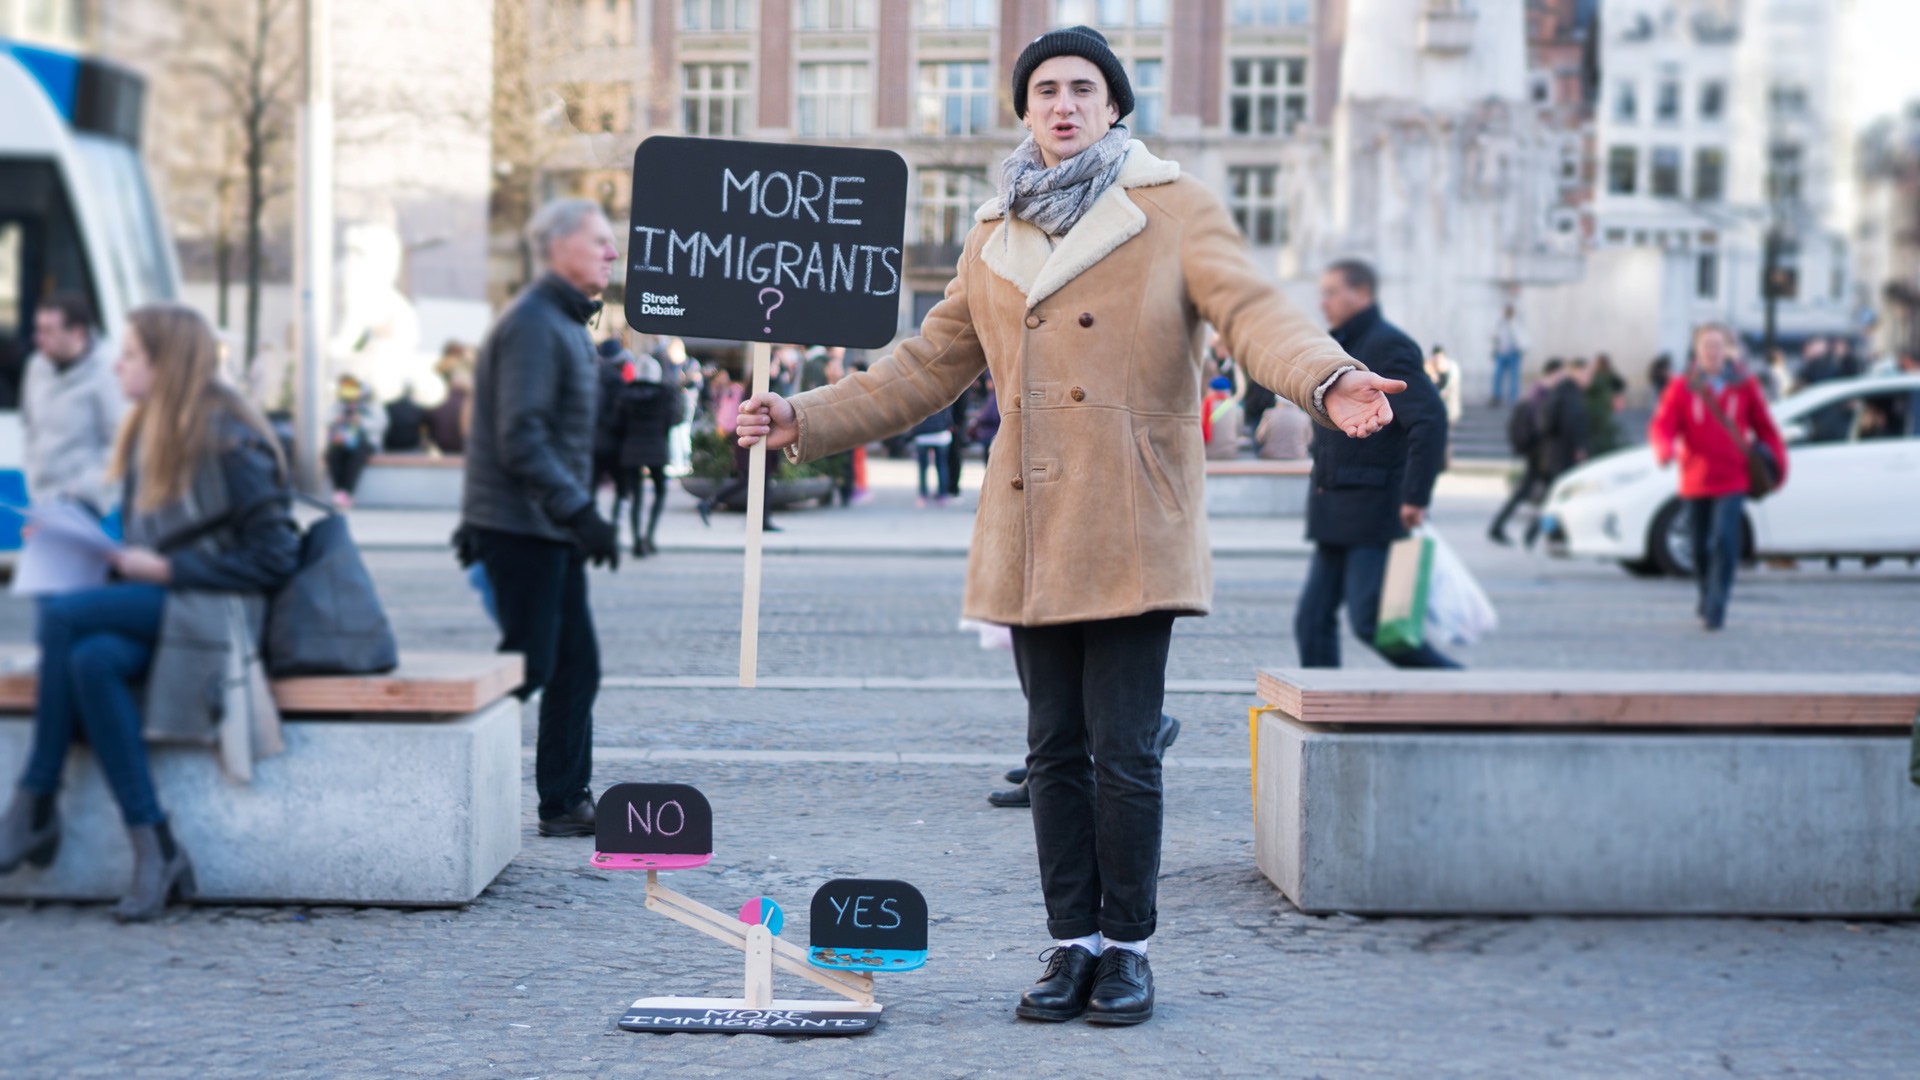 MORE
IMMIGRANTS
?
Street
Debater
NO
YES
MORE
IMMIGRANTS